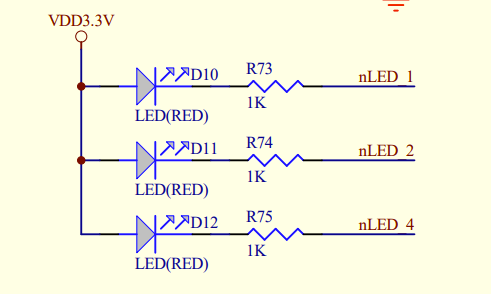 VDD3.3V
D10
R73
nLED_1
LED(RED)
1K
D11
R74
nLED_2
LED(RED)
1K
D12
R75
nLED_4
LED(RED)
1K